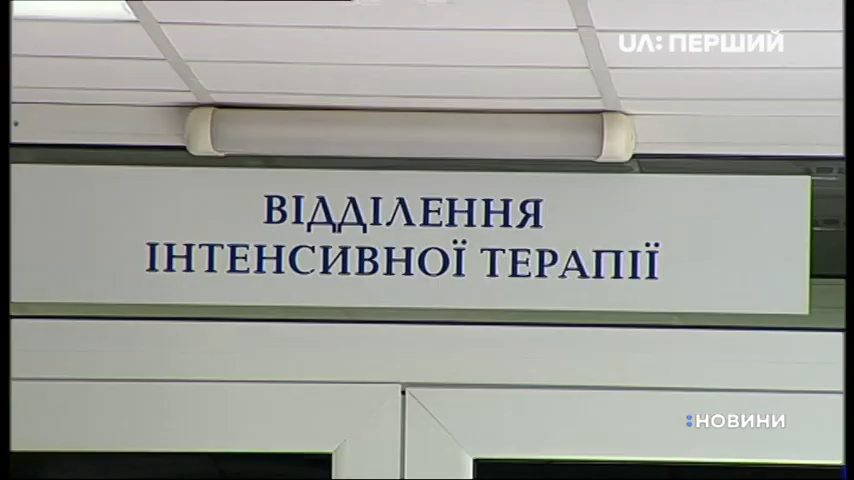 UA: ПЕРШИЙ
ВІДДІЛЕННЯ
ІНТЕНСИВНОЇ ТЕРАПІЇ
:НОВИНИ